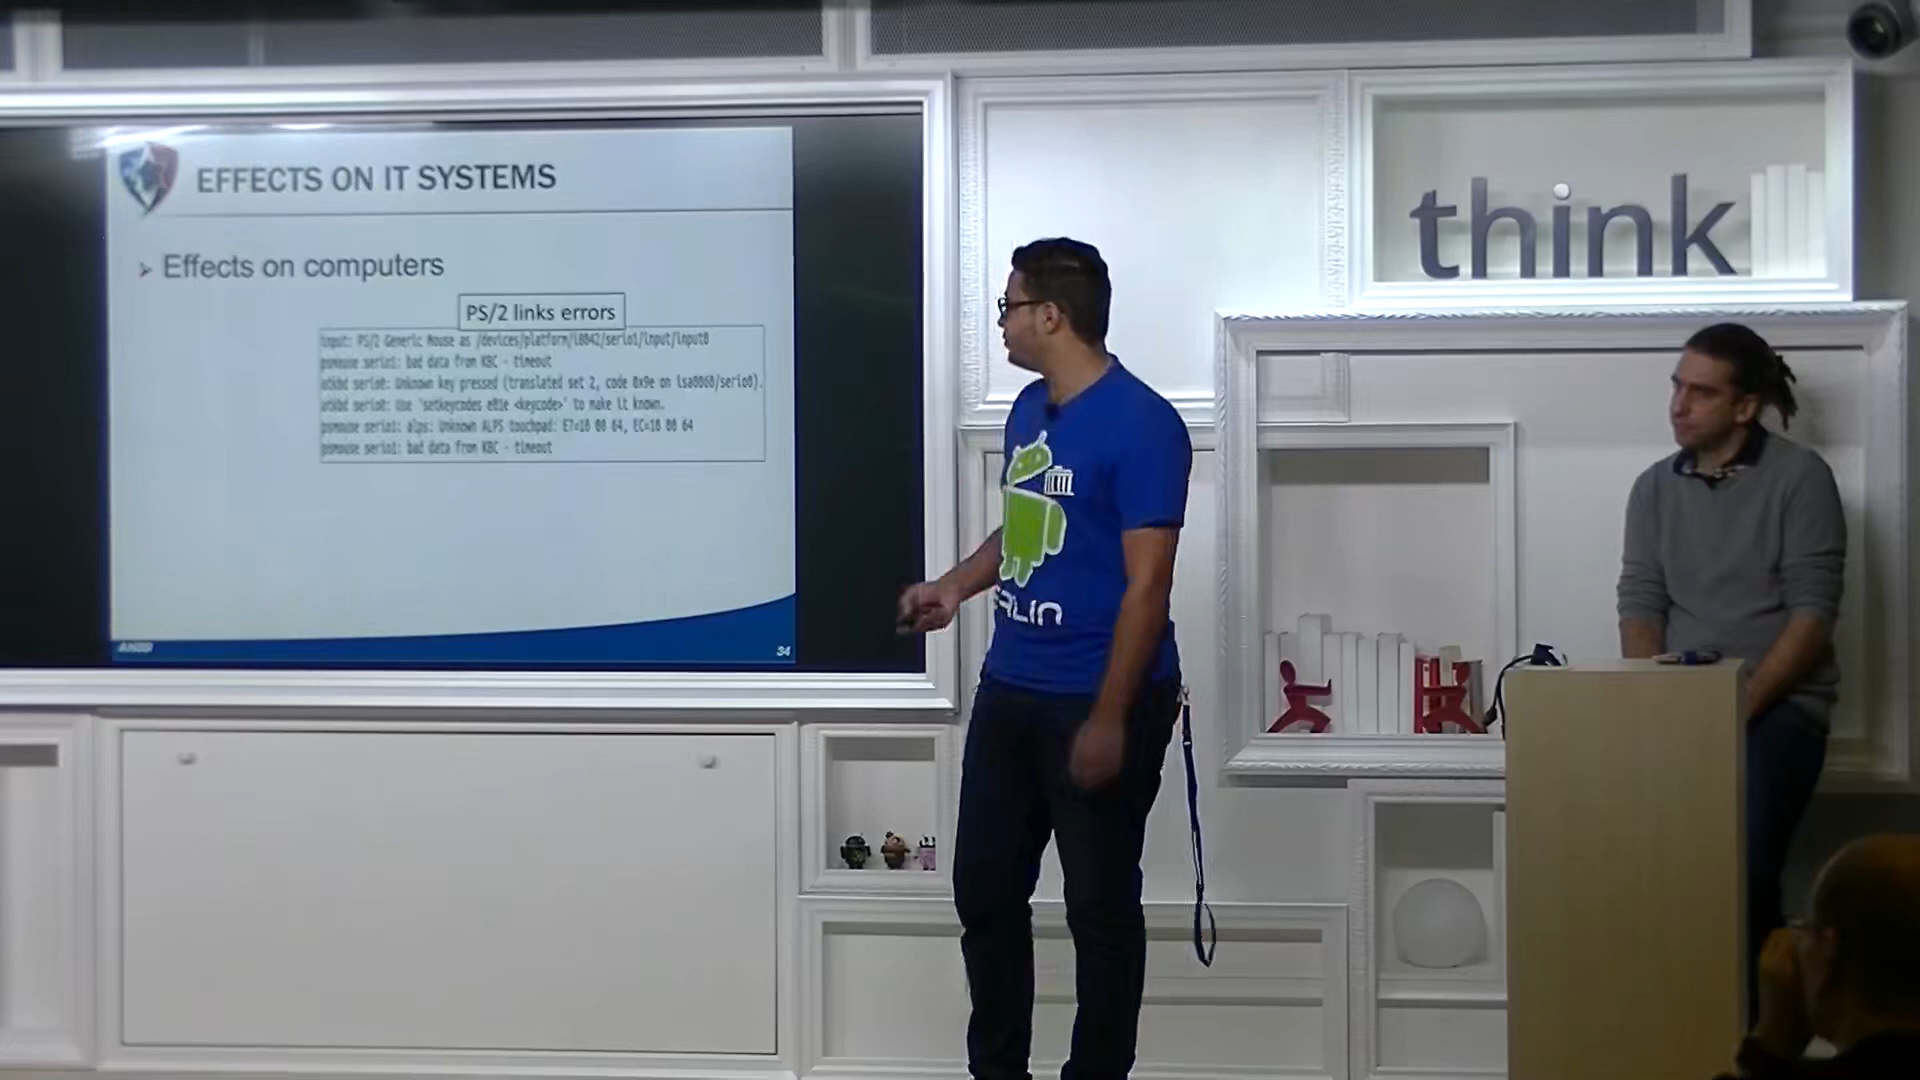 EFFECTS ON IT SYSTEMS
Effects on computers
PS/2 links errors
input: PS/2 Generic Mouse as /devices/platform/i8042/serio1/input/input0
psmouse serio1: bad data from KBC - timeout
atkbd serio0: Unknown key pressed (translated set 2, code 0x9e on isa0060/serio0).
atkbd serio0: Use 'setkeycodes e01e <keycode>' to make it known.
psmouse serio1: alps: Unknown ALPS touchpad: E7=10 00 64, EC=10 00 64
psmouse serio1: bad data from KBC - timeout
ANSSI
34
think
RLIN